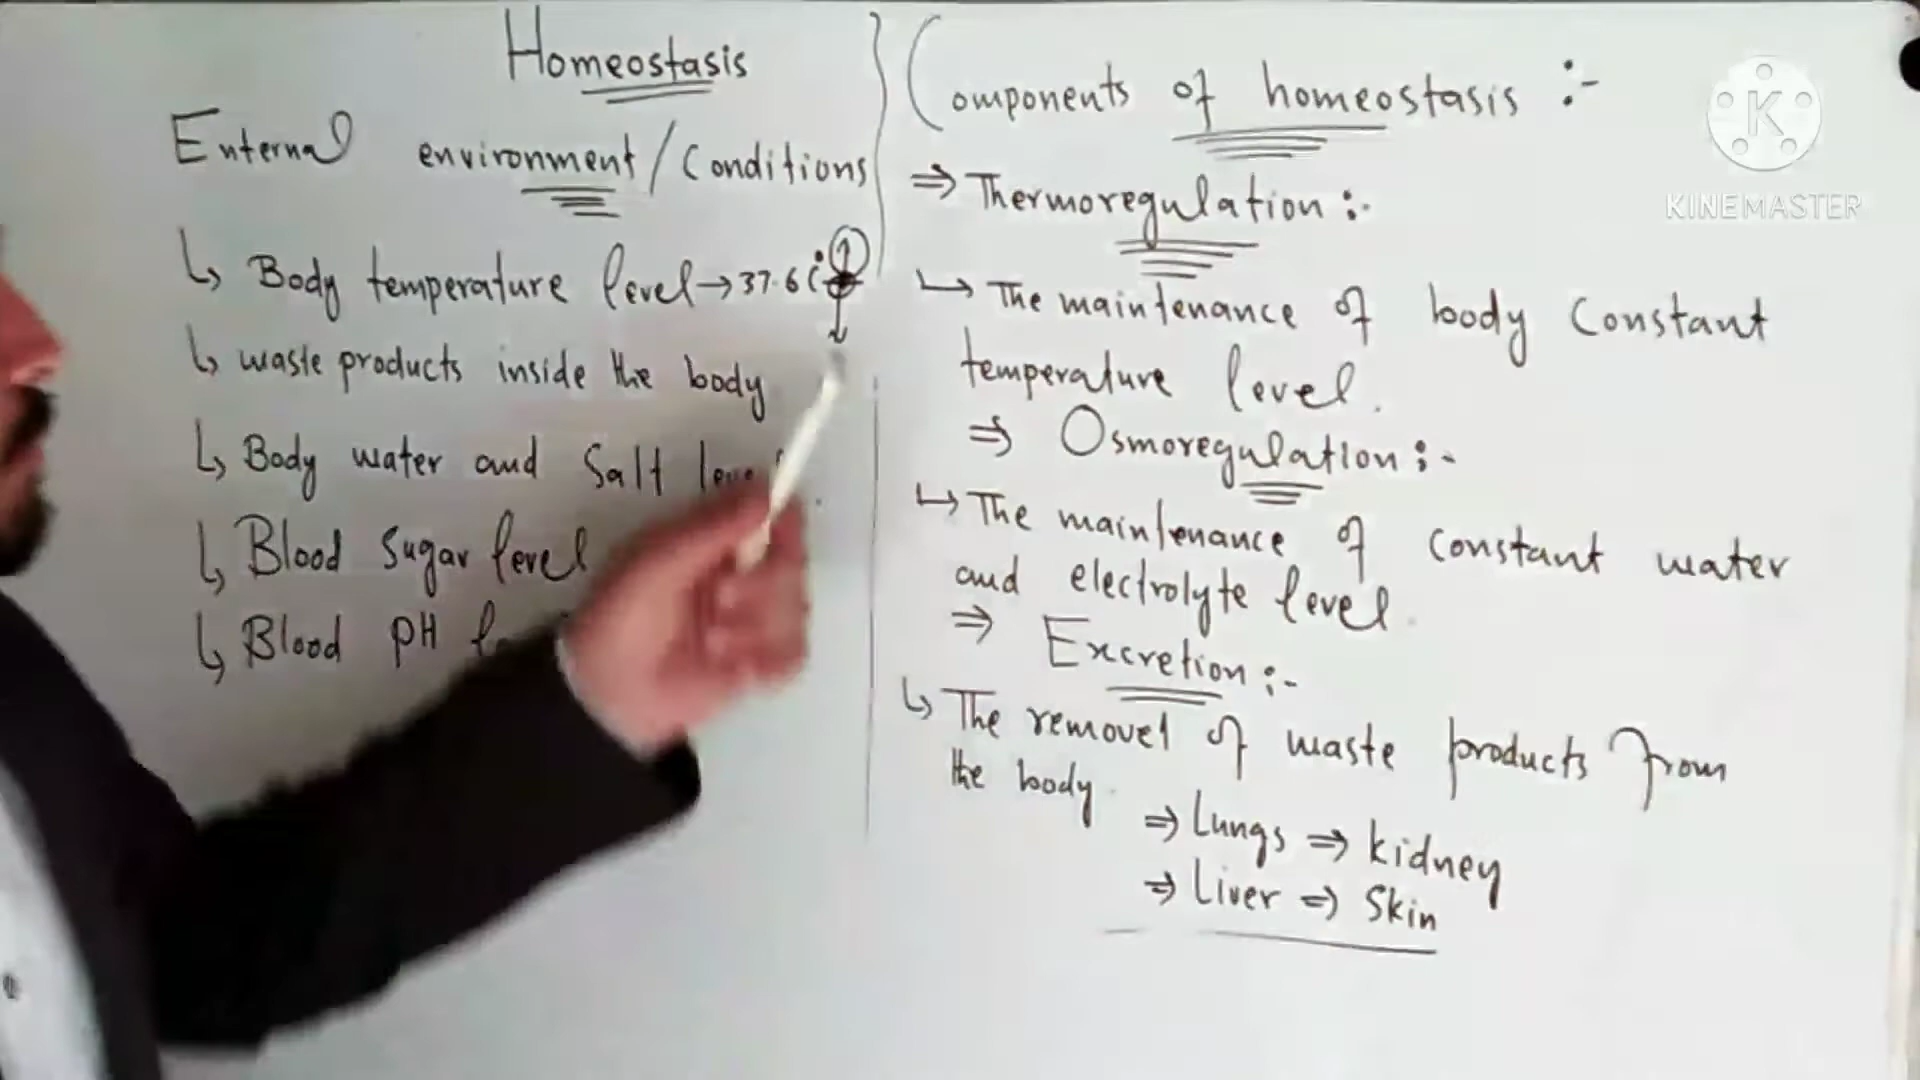 Homeostasis
Enternal environment/Conditions
↳ Body temperature level → 37.6
↳ waste products inside the body
↳ Body water and Salt
↳ Blood Sugar level
↳ Blood pH
Components of homeostasis :-
⇒ Thermoregulation :-
↳ The maintenance of body Constant
temperature level.
⇒ Osmoregulation :-
↳ The maintenance of constant water
and electrolyte level.
⇒ Excretion :-
↳ The removel of waste products from
the body.
⇒ Lungs ⇒ kidney
⇒ Liver ⇒ Skin
K
KINEMASTER